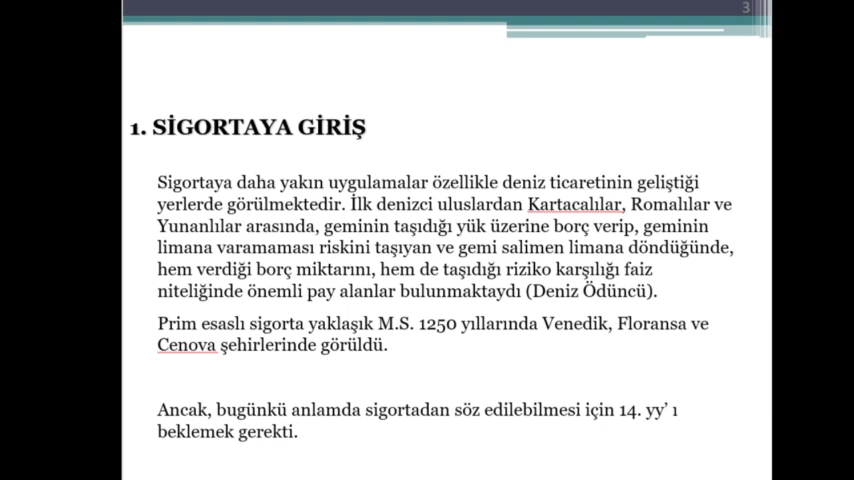 3
1. SİGORTAYA GİRİŞ
Sigortaya daha yakın uygulamalar özellikle deniz ticaretinin geliştiği
yerlerde görülmektedir. İlk denizci uluslardan Kartacalılar, Romalılar ve
Yunanlılar arasında, geminin taşıdığı yük üzerine borç verip, geminin
limana varamaması riskini taşıyan ve gemi salimen limana döndüğünde,
hem verdiği borç miktarını, hem de taşıdığı riziko karşılığı faiz
niteliğinde önemli pay alanlar bulunmaktaydı (Deniz Ödüncü).
Prim esaslı sigorta yaklaşık M.S. 1250 yıllarında Venedik, Floransa ve
Cenova şehirlerinde görüldü.
Ancak, bugünkü anlamda sigortadan söz edilebilmesi için 14. yy' ı
beklemek gerekti.